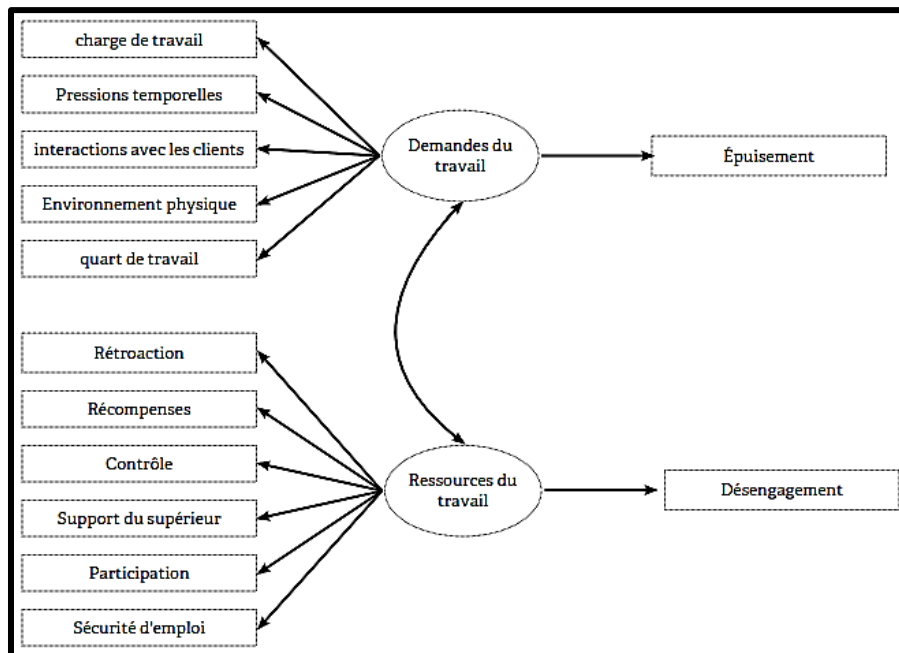 charge de travail
Pressions temporelles
interactions avec les clients
Environnement physique
quart de travail
Demandes du
travail
Épuisement
Rétroaction
Récompenses
Contrôle
Support du supérieur
Participation
Sécurité d'emploi
Ressources du
travail
Désengagement